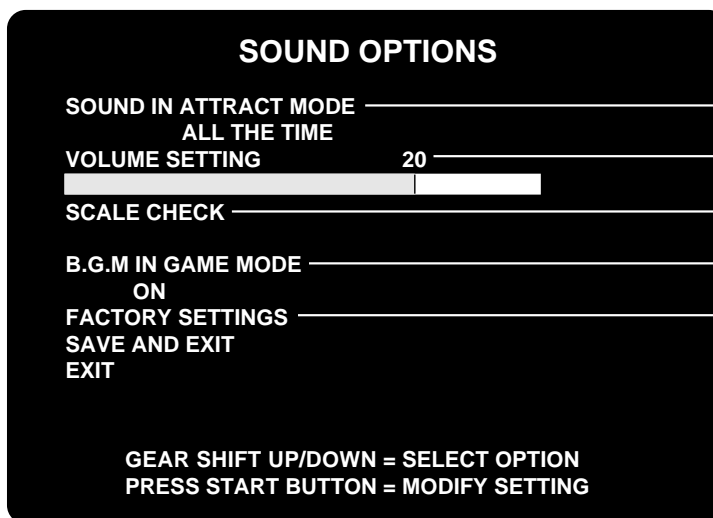 SOUND OPTIONS
SOUND IN ATTRACT MODE
ALL THE TIME
VOLUME SETTING 20
SCALE CHECK
B.G.M IN GAME MODE
ON
FACTORY SETTINGS
SAVE AND EXIT
EXIT
GEAR SHIFT UP/DOWN = SELECT OPTION
PRESS START BUTTON = MODIFY SETTING